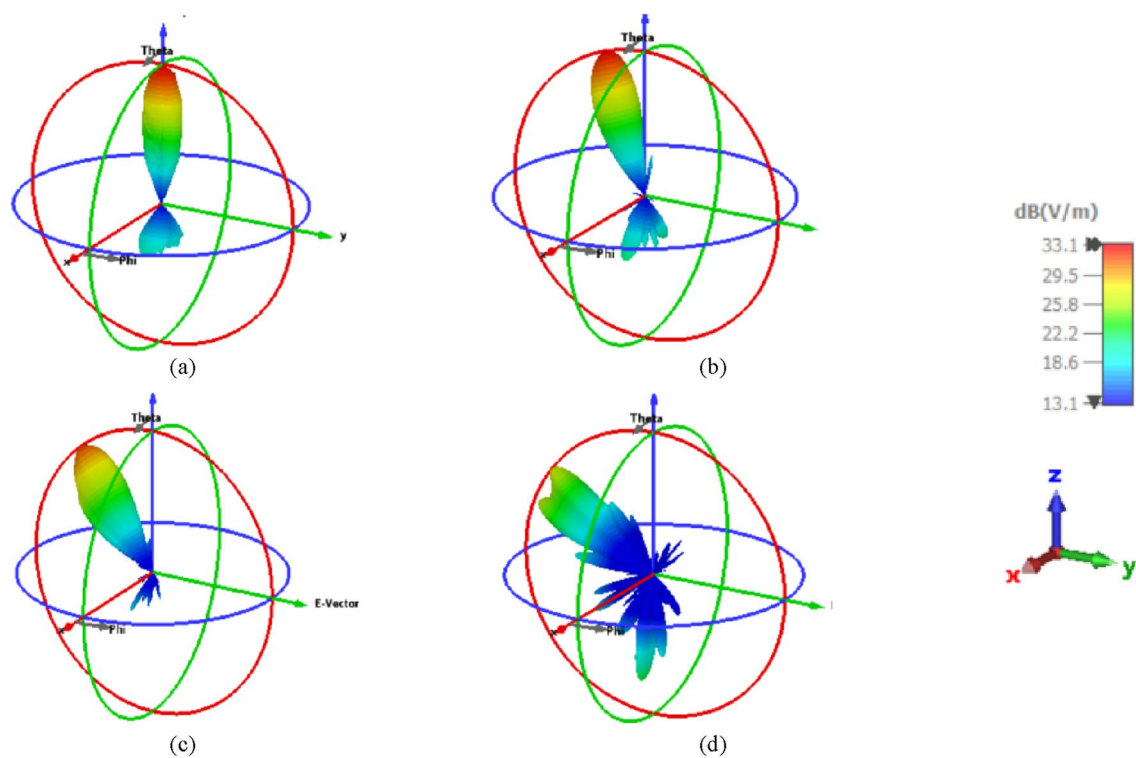 Theta
y
x
Phi
(a)
Theta
x
Phi
(b)
dB(V/m)
33.1
29.5
25.8
22.2
18.6
13.1
Theta
E-Vector
x
Phi
(c)
Theta
x
Phi
(d)
z
x
y